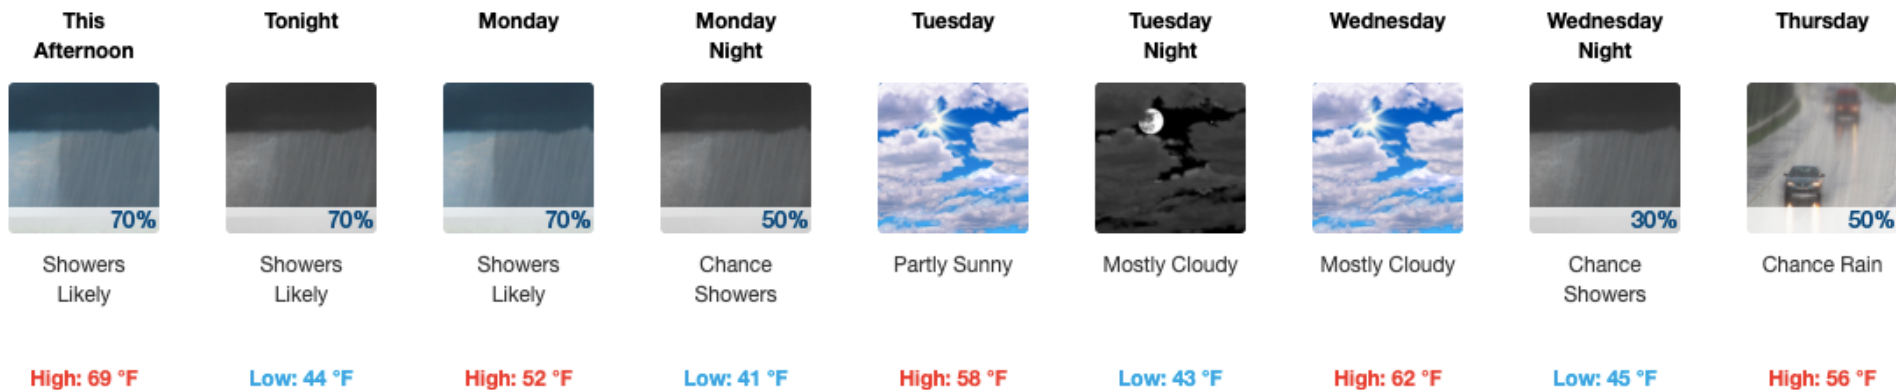 This
Afternoon
70%
Showers
Likely
High: 69 °F
Tonight
70%
Showers
Likely
Low: 44 °F
Monday
70%
Showers
Likely
High: 52 °F
Monday
Night
50%
Chance
Showers
Low: 41 °F
Tuesday
Partly Sunny
High: 58 °F
Tuesday
Night
Mostly Cloudy
Low: 43 °F
Wednesday
Mostly Cloudy
High: 62 °F
Wednesday
Night
30%
Chance
Showers
Low: 45 °F
Thursday
50%
Chance Rain
High: 56 °F